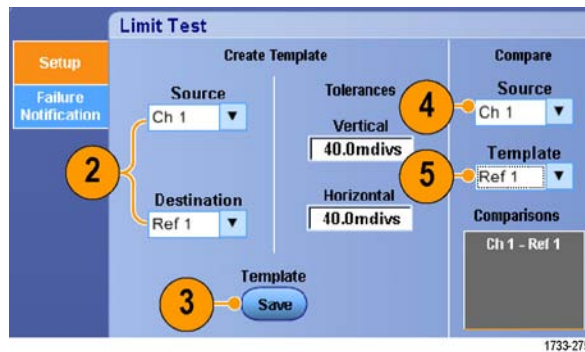 Limit Test
Setup
Failure
Notification
Create Template
Source
Ch 1
2
Destination
Ref 1
Tolerances
Vertical
40.0mdivs
Horizontal
40.0mdivs
Template
3
Save
Compare
Source
4
Ch 1
Template
5
Ref 1
Comparisons
Ch 1 - Ref 1